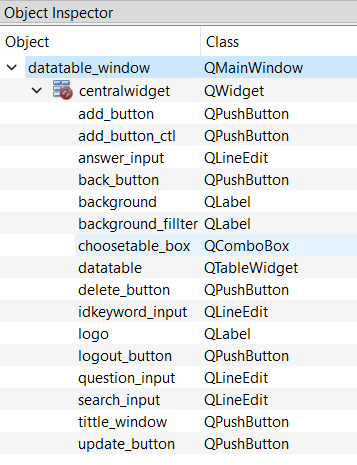 Object Inspector
Object Class
datatable_window QMainWindow
centralwidget QWidget
add_button QPushButton
add_button_ctl QPushButton
answer_input QLineEdit
back_button QPushButton
background QLabel
background_fillter QLabel
choosetable_box QComboBox
datatable QTableWidget
delete_button QPushButton
idkeyword_input QLineEdit
logo QLabel
logout_button QPushButton
question_input QLineEdit
search_input QLineEdit
tittle_window QPushButton
update_button QPushButton